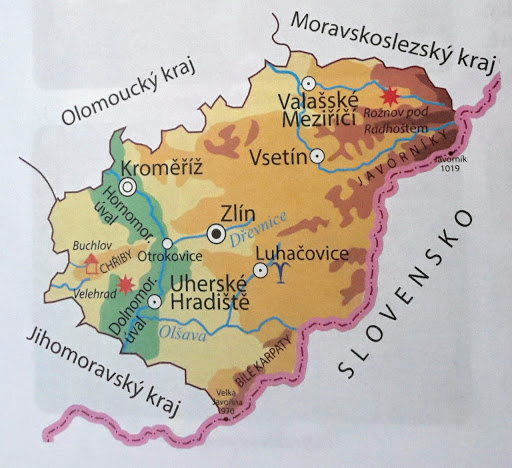 Moravskoslezský kraj
Olomoucký kraj
Valašské
Meziříčí
Rožnov pod
Radhoštěm
Vsetín
JAVORNÍKY
Javorník
1019
Kroměříž
Hornomor.
úval
Zlín
Dřevnice
Otrokovice
Buchlov
CHŘIBY
Luhačovice
Velehrad
Uherské
Hradiště
Dolnomor.
úval
Olšava
SLOVENSKO
Jihomoravský kraj
BÍLÉ KARPATY
Velká
Javořina